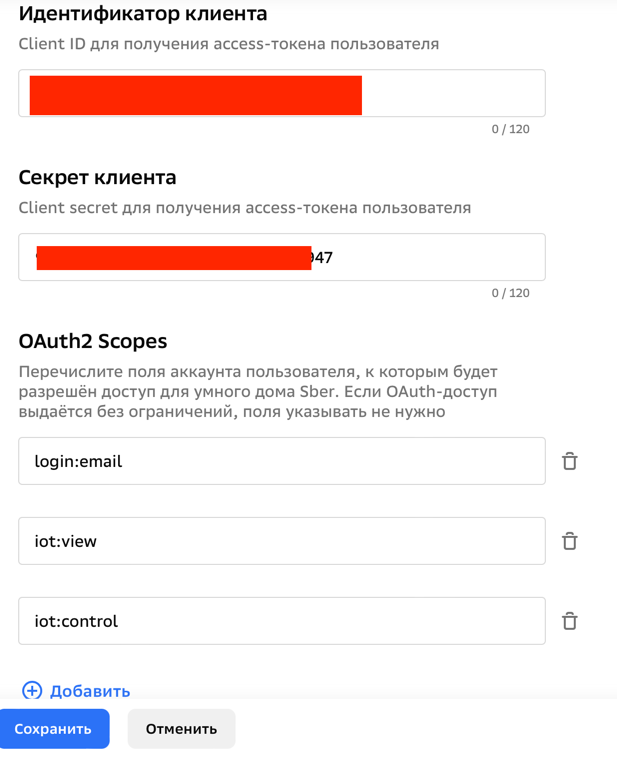 Идентификатор клиента
Client ID для получения access-токена пользователя
0 / 120
Секрет клиента
Client secret для получения access-токена пользователя
947
0 / 120
OAuth2 Scopes
Перечислите поля аккаунта пользователя, к которым будет
разрешён доступ для умного дома Sber. Если OAuth-доступ
выдаётся без ограничений, поля указывать не нужно
login:email
iot:view
iot:control
Добавить
Сохранить
Отменить